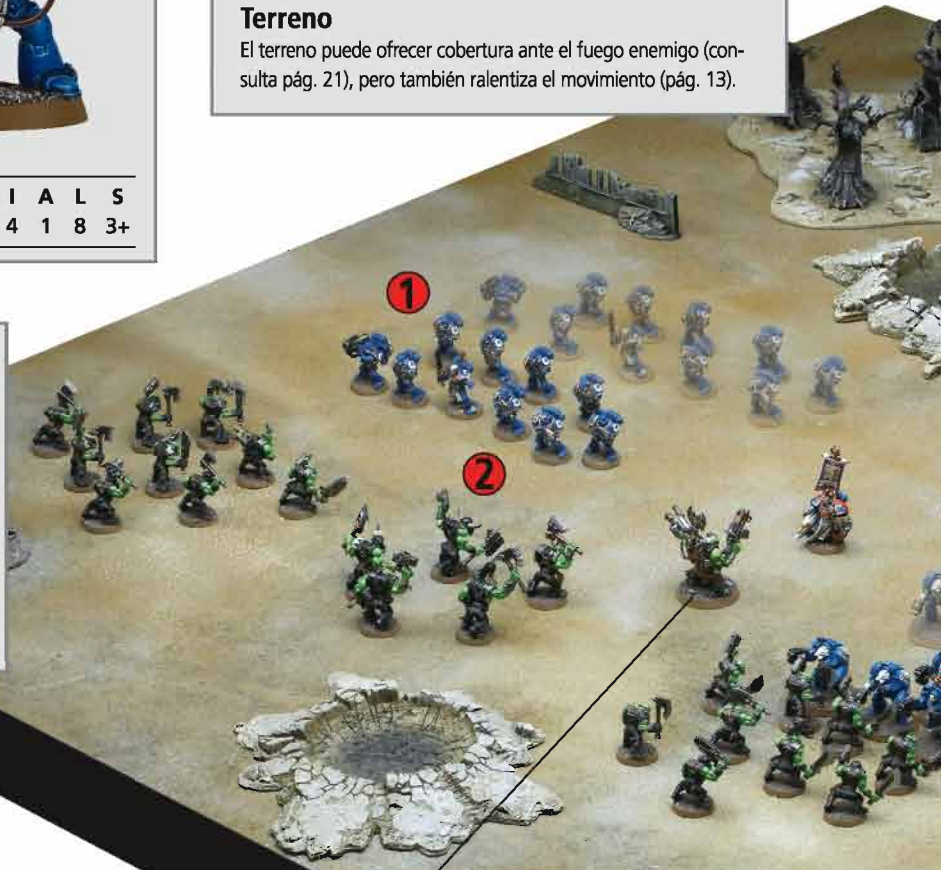 Terreno
El terreno puede ofrecer cobertura ante el fuego enemigo (con-
sulta pág. 21), pero también ralentiza el movimiento (pág. 13).
I A L S
4 1 8 3+
1
2